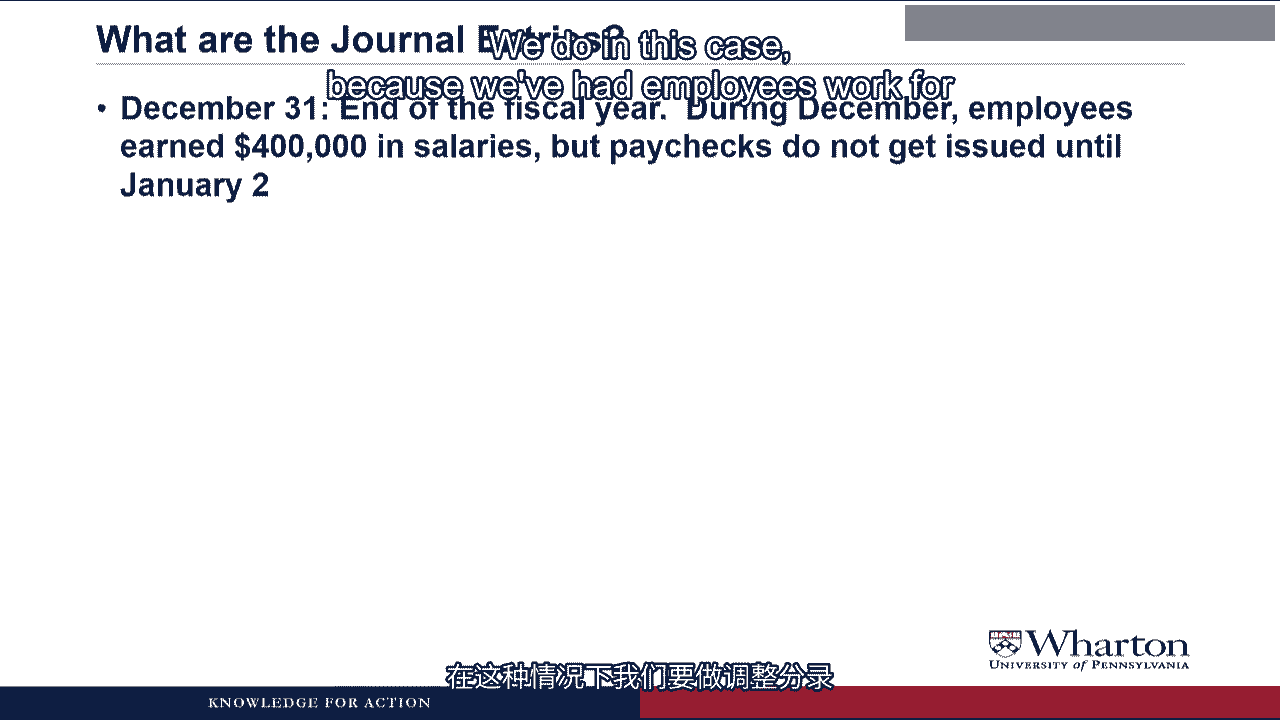 What are the Journal Entries?
We do in this case,
because we've had employees work for
• December 31: End of the fiscal year. During December, employees
earned $400,000 in salaries, but paychecks do not get issued until
January 2
Wharton
UNIVERSITY of PENNSYLVANIA
在这种情况下我们要做调整分录
KNOWLEDGE FOR ACTION